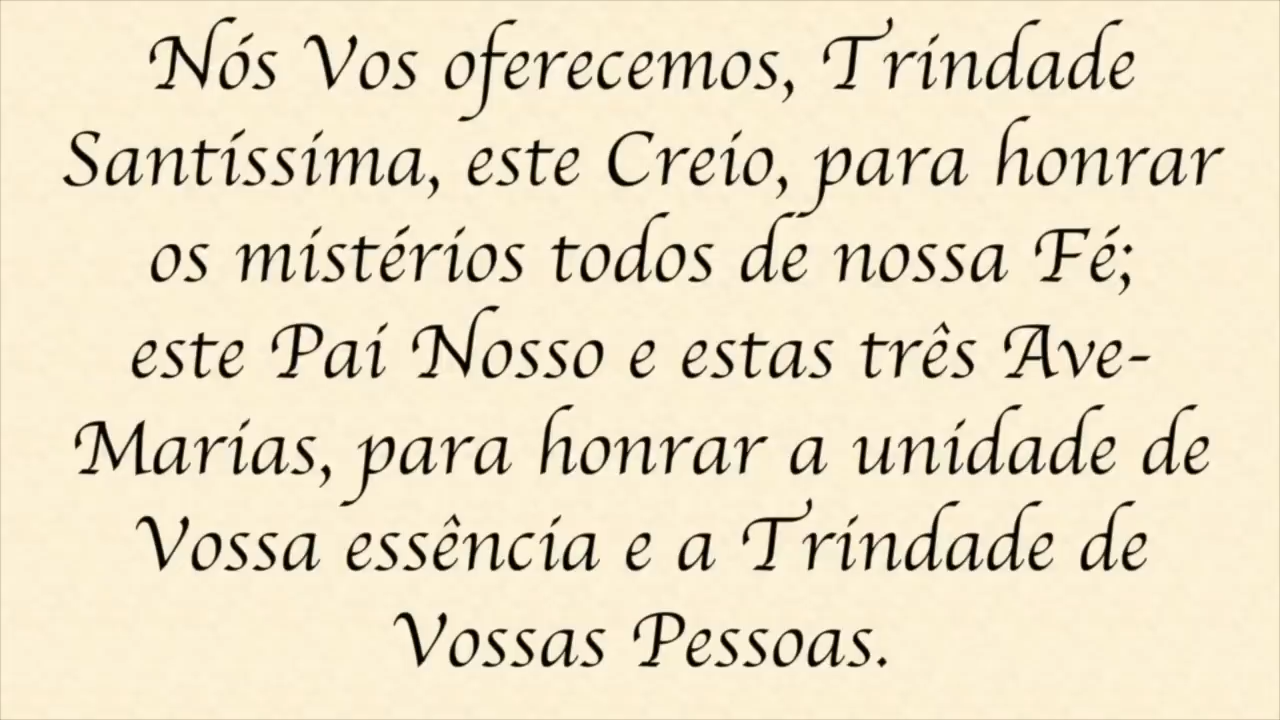 Nós Vos oferecemos, Trindade
Santíssima, este Creio, para honrar
os mistérios todos de nossa Fé;
este Pai Nosso e estas três Ave-
Marias, para honrar a unidade de
Vossa essência e a Trindade de
Vossas Pessoas.